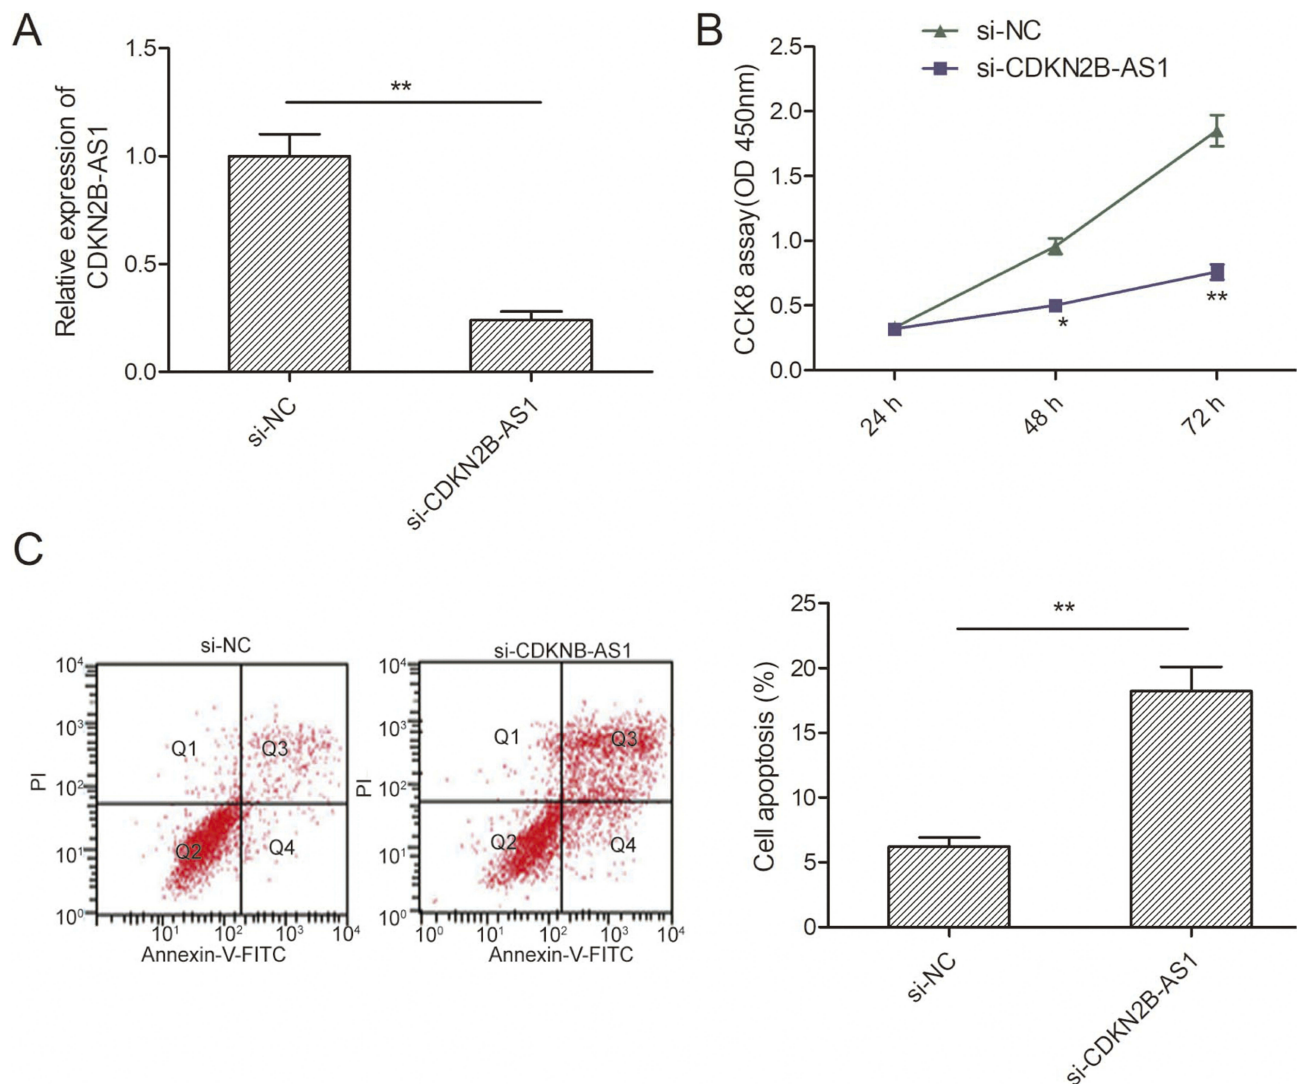 A
Relative expression of
CDKN2B-AS1
1.5
1.0
0.5
0.0
**
si-NC
si-CDKN2B-AS1
B
si-NC
si-CDKN2B-AS1
CCK8 assay(OD 450nm)
2.5
2.0
1.5
1.0
0.5
0.0
*
**
24 h
48 h
72 h
C
si-NC
PI
10⁴
10³
10²
10¹
10⁰
Q1
Q3
Q2
Q4
10¹
10²
10³
10⁴
Annexin-V-FITC
si-CDKNB-AS1
PI
10⁴
10³
10²
10¹
10⁰
Q1
Q3
Q2
Q4
10⁰
10¹
10²
10³
10⁴
Annexin-V-FITC
Cell apoptosis (%)
25
20
15
10
5
0
**
si-NC
si-CDKN2B-AS1